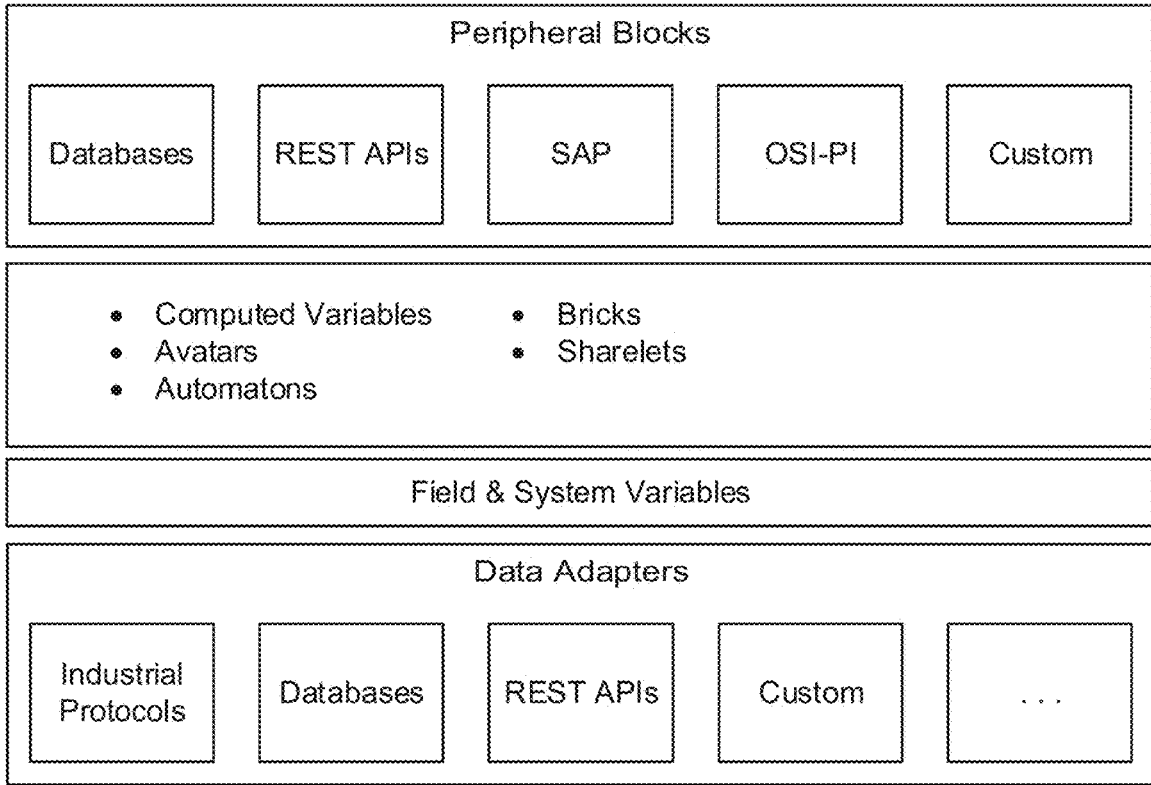 Peripheral Blocks
Databases
REST APIs
SAP
OSI-PI
Custom
• Computed Variables
• Avatars
• Automatons
• Bricks
• Sharelets
Field & System Variables
Data Adapters
Industrial
Protocols
Databases
REST APIs
Custom
. . .